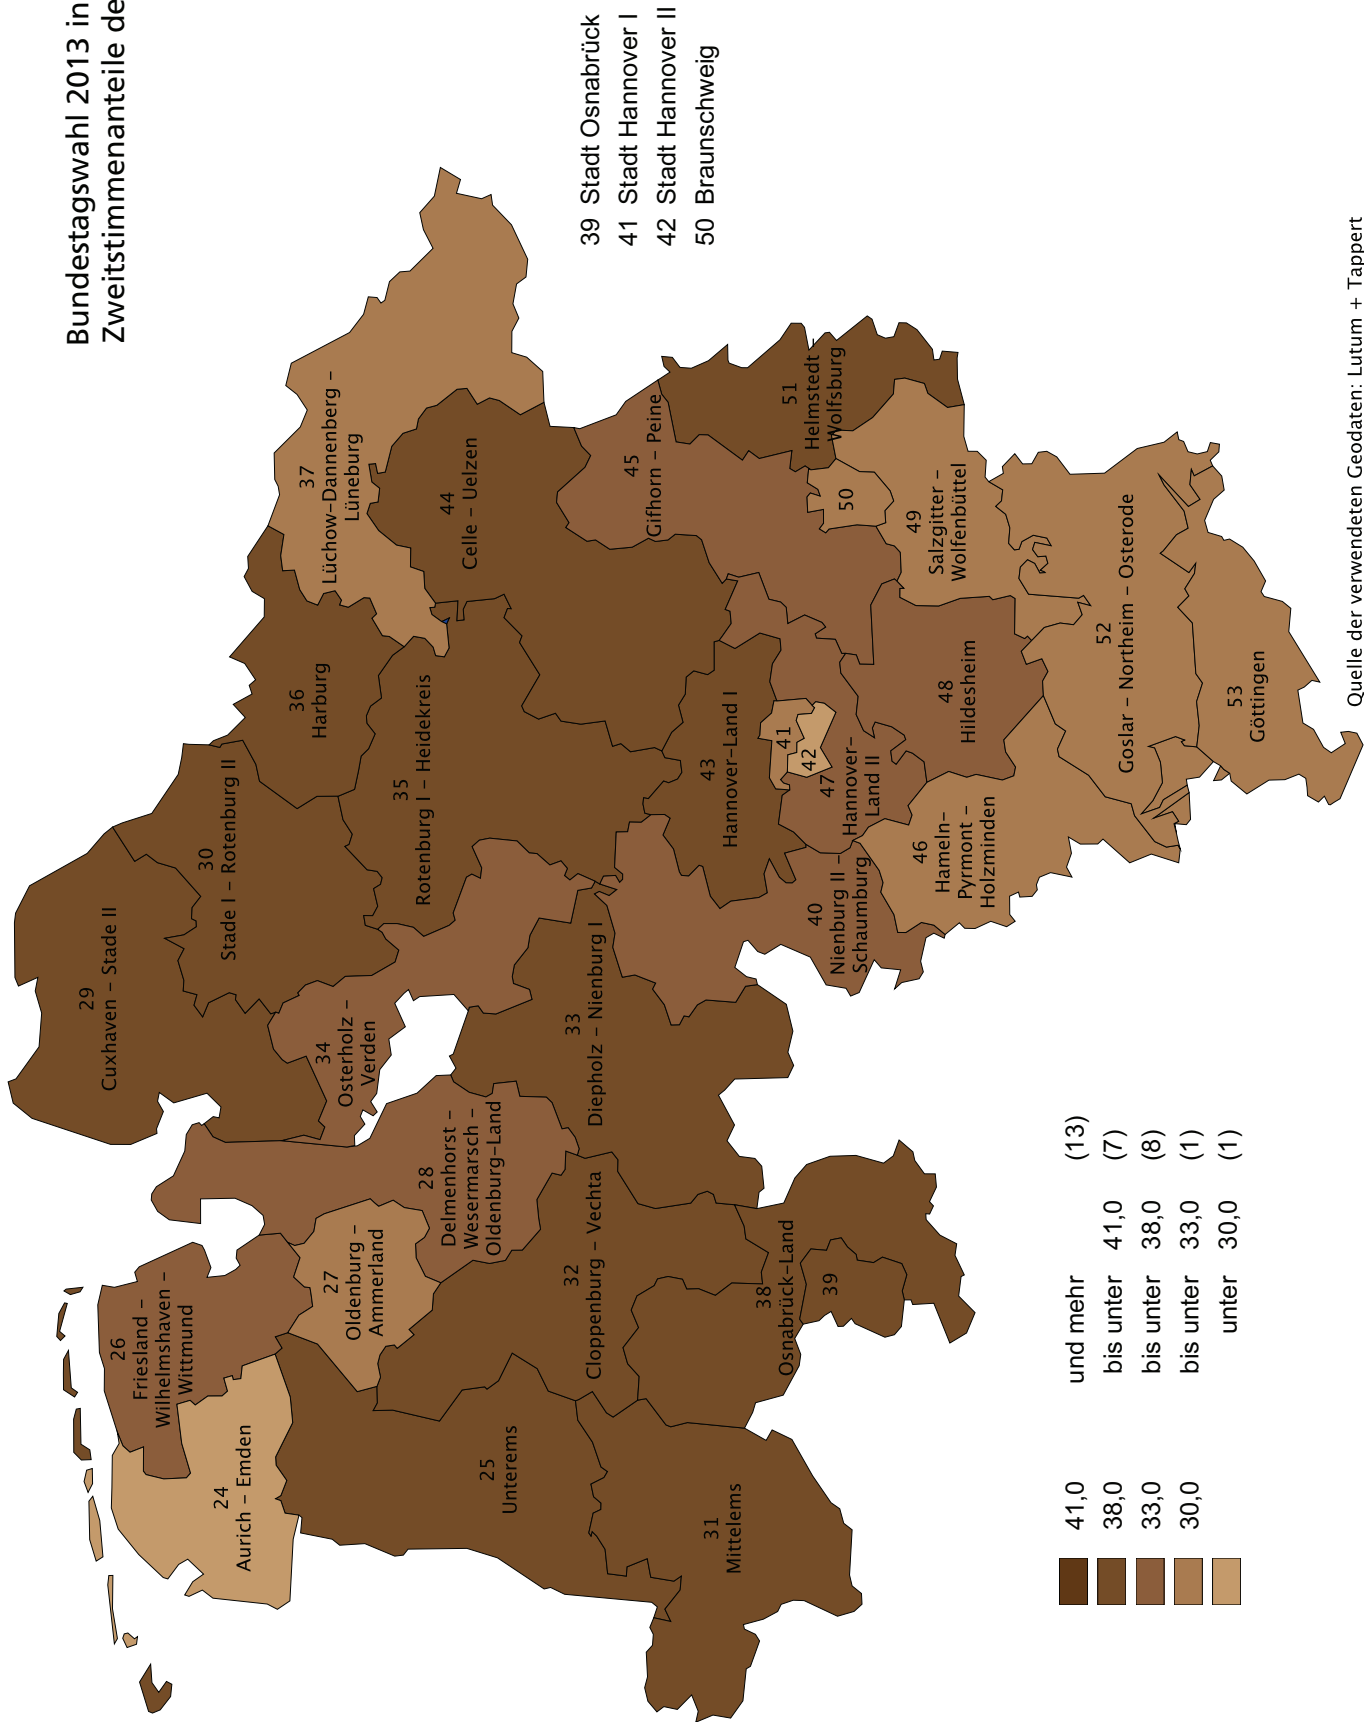 Bundestagswahl 2013 in
Zweitstimmenanteile de
39 Stadt Osnabrück
41 Stadt Hannover I
42 Stadt Hannover II
50 Braunschweig
24
Aurich – Emden
25
Unterems
26
Friesland –
Wilhelmshaven –
Wittmund
27
Oldenburg –
Ammerland
28
Delmenhorst –
Wesermarsch –
Oldenburg–Land
29
Cuxhaven – Stade II
30
Stade I – Rotenburg II
31
Mittelems
32
Cloppenburg – Vechta
33
Diepholz – Nienburg I
34
Osterholz –
Verden
35
Rotenburg I – Heidekreis
36
Harburg
37
Lüchow–Dannenberg –
Lüneburg
38
Osnabrück–Land
39
40
Nienburg II –
Schaumburg
41
42
43
Hannover–Land I
44
Celle – Uelzen
45
Gifhorn – Peine
46
Hameln–
Pyrmont –
Holzminden
47
Hannover–
Land II
48
Hildesheim
49
Salzgitter –
Wolfenbüttel
50
51
Helmstedt –
Wolfsburg
52
Goslar – Northeim – Osterode
53
Göttingen
41,0 und mehr (13)
38,0 bis unter 41,0 (7)
33,0 bis unter 38,0 (8)
30,0 bis unter 33,0 (1)
unter 30,0 (1)
Quelle der verwendeten Geodaten: Lutum + Tappert